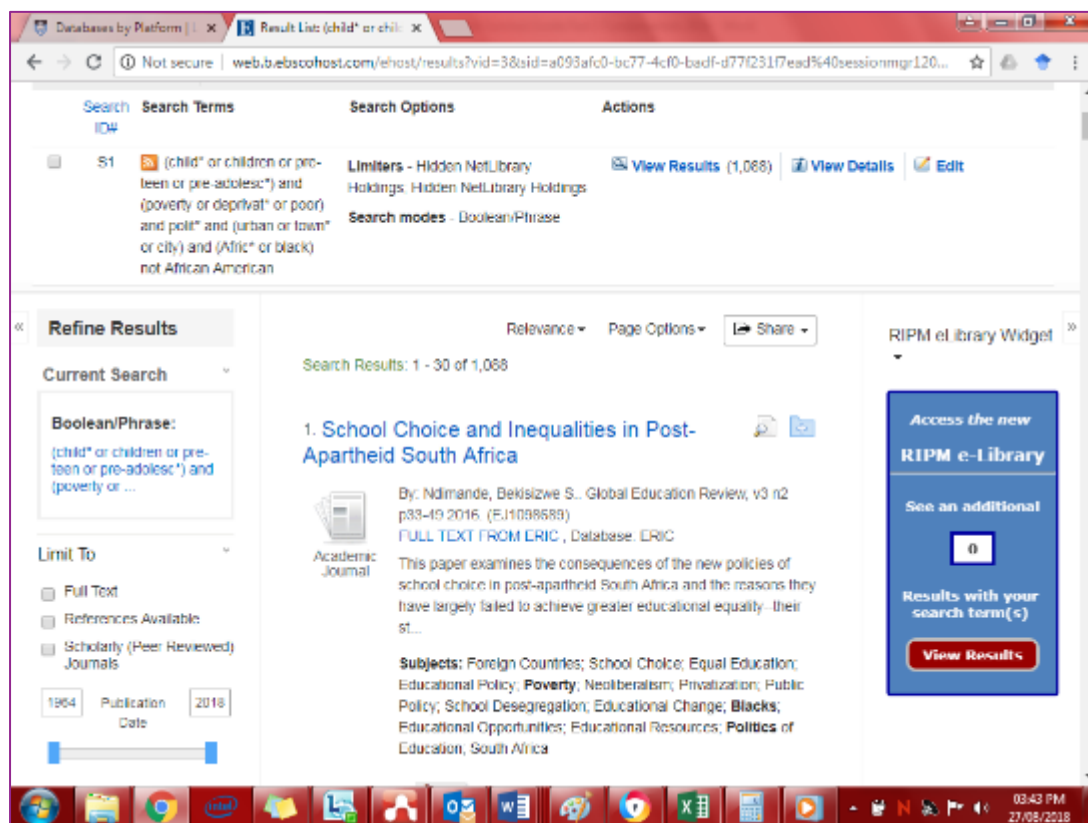 Databases by Platform | L
Result List: (child* or chil
Not secure | web.b.ebscohost.com/ehost/results?vid=3&sid=a093afc0-bc77-4cf0-badf-d77f231f7ead%40sessionmgr120...
Search ID#
Search Terms
Search Options
Actions
S1
(child* or children or pre-
teen or pre-adolesc*) and
(poverty or deprivat* or poor)
and polit* and (urban or town*
or city) and (Afric* or black)
not African American
Limiters - Hidden NetLibrary
Holdings; Hidden NetLibrary Holdings
Search modes - Boolean/Phrase
View Results (1,088)
View Details
Edit
Refine Results
Current Search
Boolean/Phrase:
(child* or children or pre-
teen or pre-adolesc*) and
(poverty or ...
Limit To
Full Text
References Available
Scholarly (Peer Reviewed)
Journals
1964
Publication
Date
2018
Relevance
Page Options
Share
Search Results: 1 - 30 of 1,088
1. School Choice and Inequalities in Post-
Apartheid South Africa
Academic
Journal
By: Ndimande, Bekisizwe S.. Global Education Review, v3 n2
p33-49 2016. (EJ1098689)
FULL TEXT FROM ERIC , Database: ERIC
This paper examines the consequences of the new policies of
school choice in post-apartheid South Africa and the reasons they
have largely failed to achieve greater educational equality--their
st...
Subjects: Foreign Countries; School Choice; Equal Education;
Educational Policy; Poverty; Neoliberalism; Privatization; Public
Policy; School Desegregation; Educational Change; Blacks;
Educational Opportunities; Educational Resources; Politics of
Education; South Africa
RIPM eLibrary Widget
Access the new
RIPM e-Library
See an additional
0
Results with your
search term(s)
View Results
intel
03:43 PM
27/08/2018